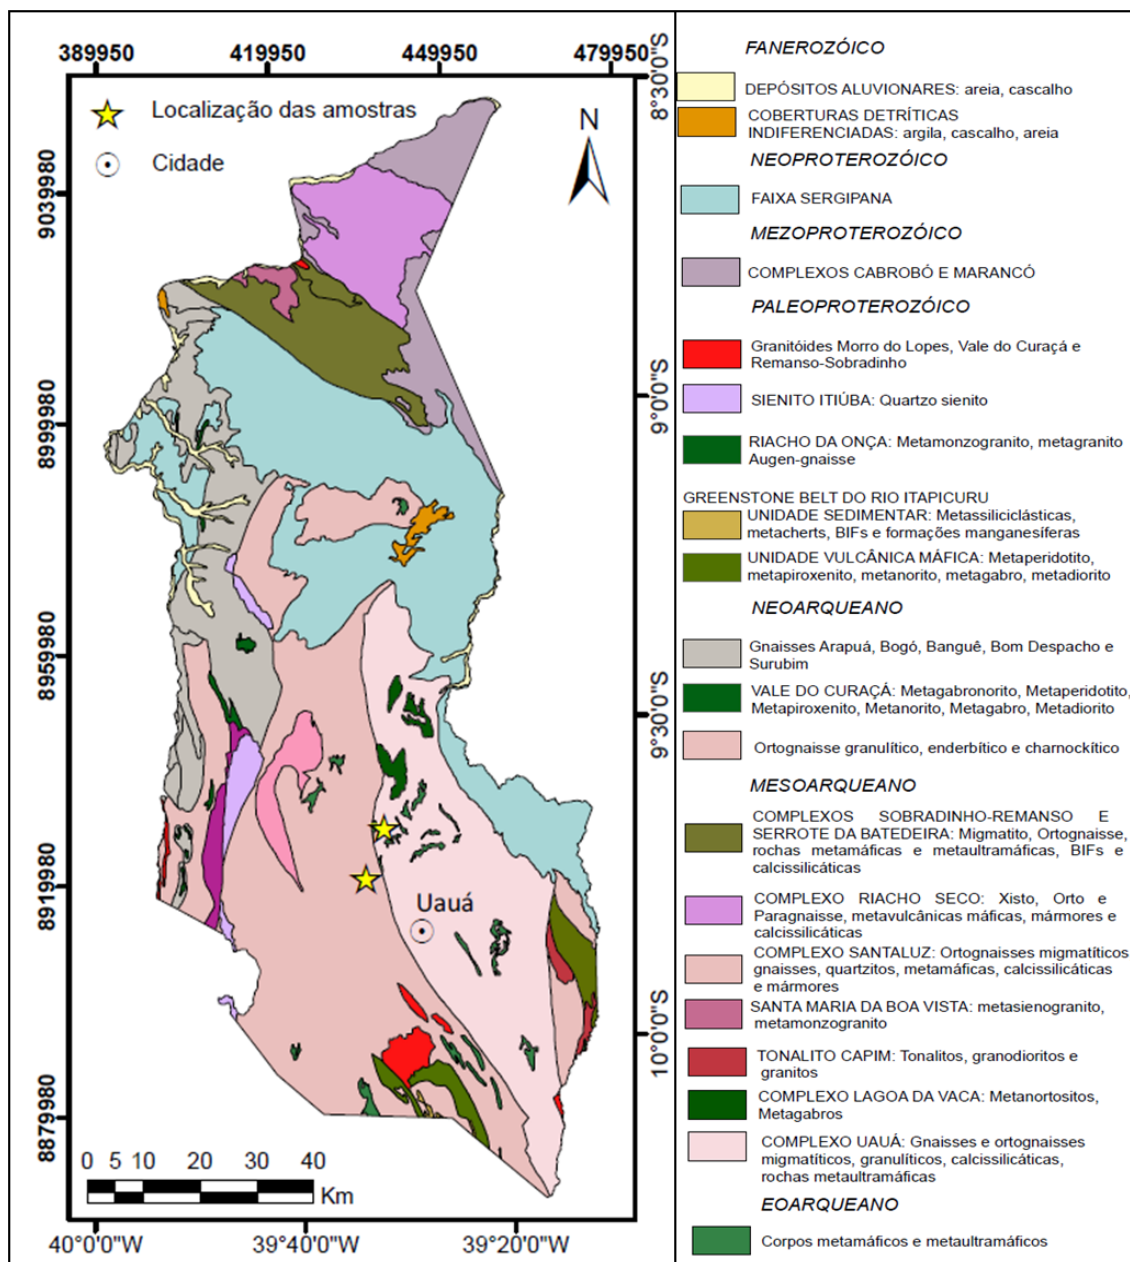 389950 419950 449950 479950
Localização das amostras
Cidade
N
8°30'0"S
9°0'0"S
9°30'0"S
10°0'0"S
9039980
9009980
8979980
8959980
8919980
8879980
Uauá
0 5 10 20 30 40
Km
40°0'0"W 39°40'0"W 39°20'0"W
FANEROZÓICO
DEPÓSITOS ALUVIONARES: areia, cascalho
COBERTURAS DETRÍTICAS
INDIFERENCIADAS: argila, cascalho, areia
NEOPROTEROZÓICO
FAIXA SERGIPANA
MEZOPROTEROZÓICO
COMPLEXOS CABROBÓ E MARANCÓ
PALEOPROTEROZÓICO
Granitóides Morro do Lopes, Vale do Curaçá e
Remanso-Sobradinho
SIENITO ITIÚBA: Quartzo sienito
RIACHO DA ONÇA: Metamonzogranito, metagranito
Augen-gnaisse
GREENSTONE BELT DO RIO ITAPICURU
UNIDADE SEDIMENTAR: Metassiliciclásticas,
metacherts, BIFs e formações manganesíferas
UNIDADE VULCÂNICA MÁFICA: Metaperidotito,
metapiroxenito, metanorito, metagabro, metadiorito
NEOARQUEANO
Gnaisses Arapuá, Bogó, Banguê, Bom Despacho e
Surubim
VALE DO CURAÇÁ: Metagabronorito, Metaperidotito,
Metapiroxenito, Metanorito, Metagabro, Metadiorito
Ortognaisse granulítico, enderbítico e charnockítico
MESOARQUEANO
COMPLEXOS SOBRADINHO-REMANSO E
SERROTE DA BATEDEIRA: Migmatito, Ortognaisse,
rochas metamáficas e metaultramáficas, BIFs e
calcissilicáticas
COMPLEXO RIACHO SECO: Xisto, Orto e
Paragnaisse, metavulcânicas máficas, mármores e
calcissilicáticas
COMPLEXO SANTALUZ: Ortognaisses migmatíticos
gnaisses, quartzitos, metamáficas, calcissilicáticas
e mármores
SANTA MARIA DA BOA VISTA: metasienogranito,
metamonzogranito
TONALITO CAPIM: Tonalitos, granodioritos e
granitos
COMPLEXO LAGOA DA VACA: Metanortositos,
Metagabros
COMPLEXO UAUÁ: Gnaisses e ortognaisses
migmatíticos, granulíticos, calcissilicáticas,
rochas metaultramáficas
EOARQUEANO
Corpos metamáficos e metaultramáficos